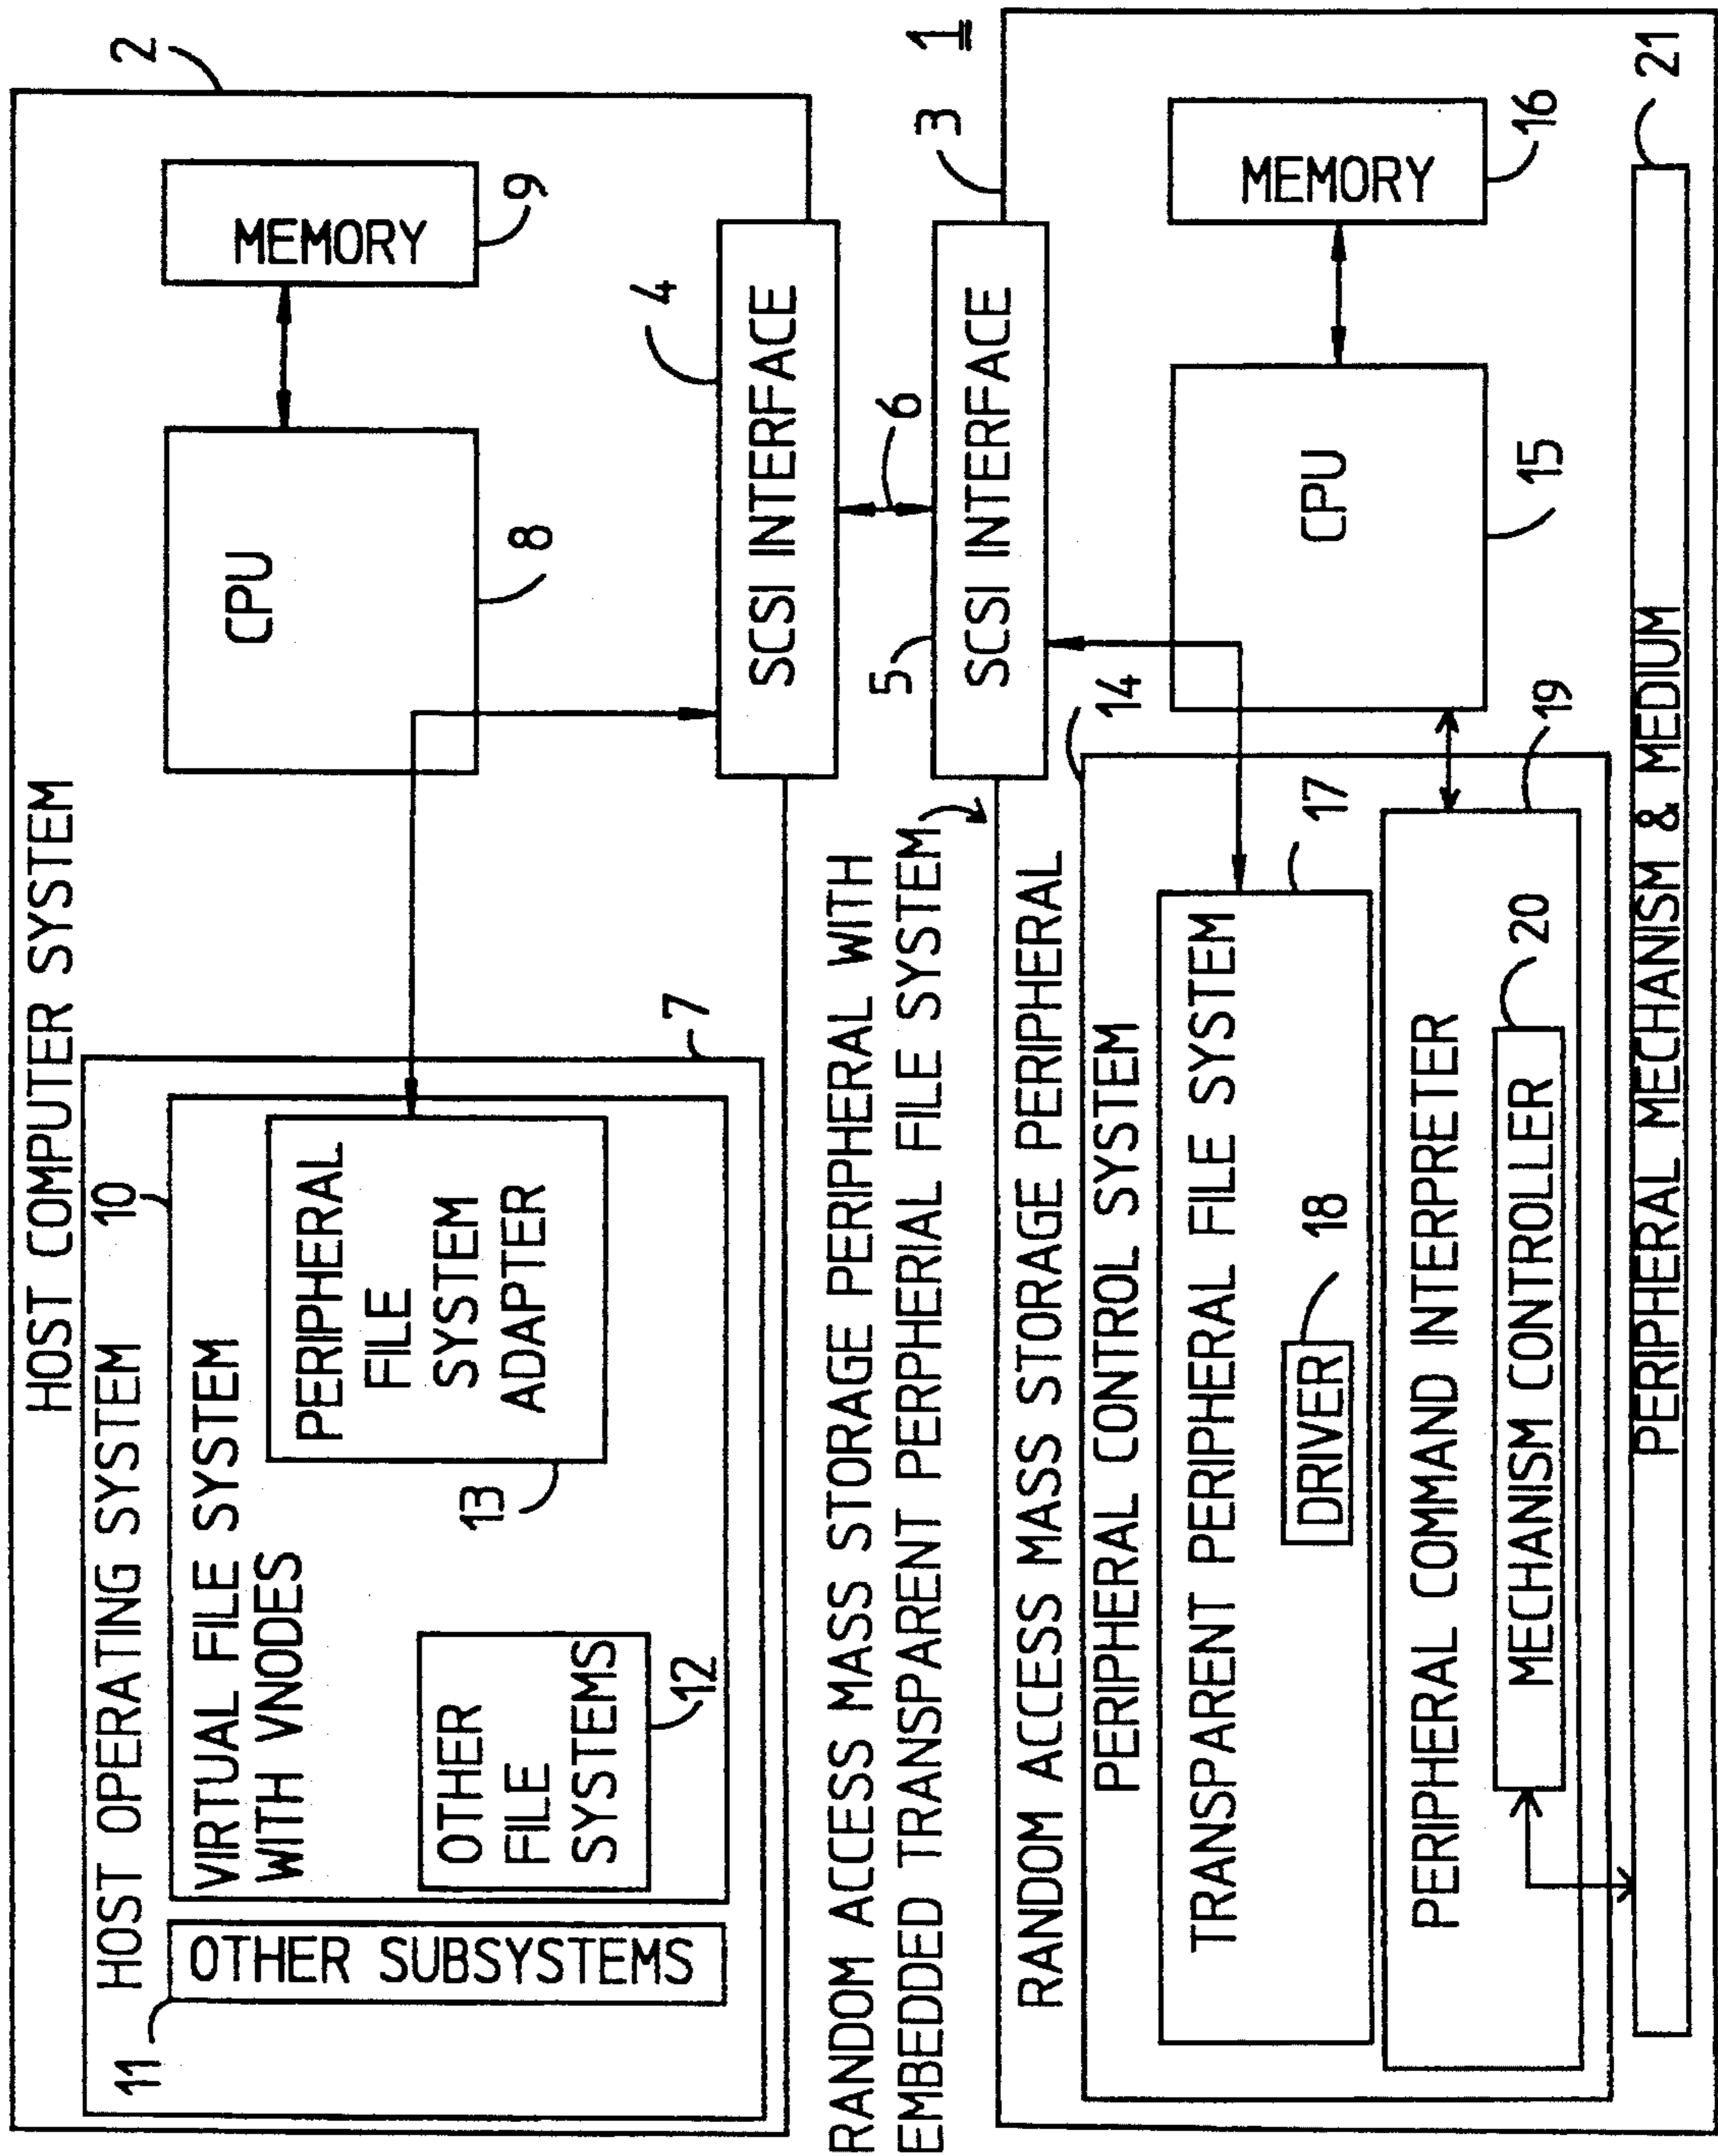 HOST COMPUTER SYSTEM
2
HOST OPERATING SYSTEM
10
VIRTUAL FILE SYSTEM
WITH VNODES
PERIPHERAL
FILE
SYSTEM
ADAPTER
13
OTHER
FILE
SYSTEMS
12
OTHER SUBSYSTEMS
11
7
CPU
8
MEMORY
9
SCSI INTERFACE
4
6
RANDOM ACCESS MASS STORAGE PERIPHERAL WITH
EMBEDDED TRANSPARENT PERPHERIAL FILE SYSTEM
1
5
SCSI INTERFACE
3
RANDOM ACCESS MASS STORAGE PERIPHERAL
PERIPHERAL CONTROL SYSTEM
14
TRANSPARENT PERIPHERAL FILE SYSTEM
17
DRIVER
18
PERIPHERAL COMMAND INTERPRETER
19
MECHANISM CONTROLLER
20
CPU
15
MEMORY
16
PERIPHERAL MECHANISM & MEDIUM
21